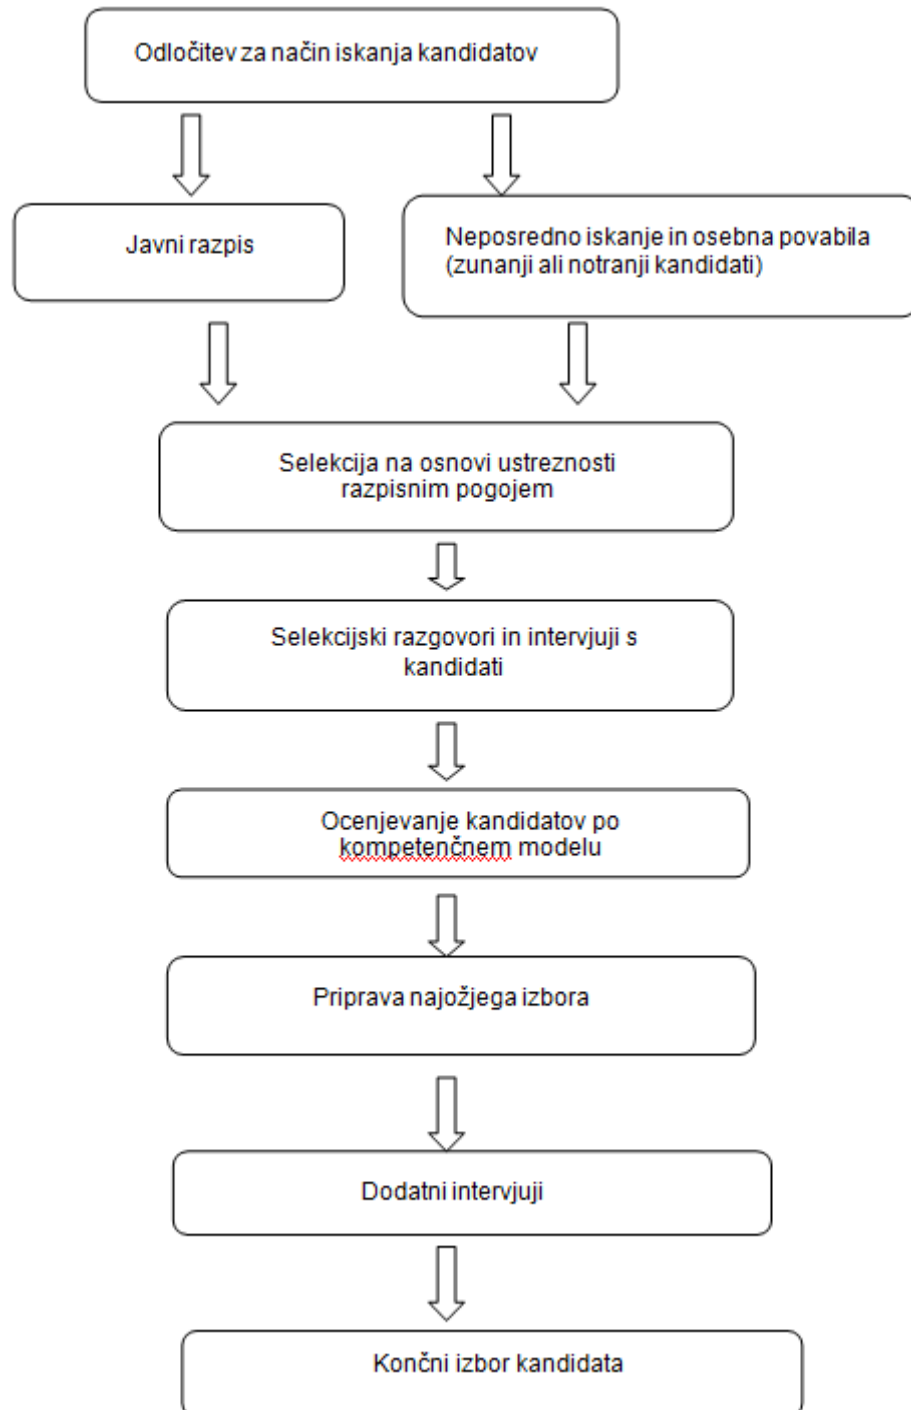 Odločitev za način iskanja kandidatov
Javni razpis
Neposredno iskanje in osebna povabila
(zunanji ali notranji kandidati)
Selekcija na osnovi ustreznosti
razpisnim pogojem
Selekcijski razgovori in intervjuji s
kandidati
Ocenjevanje kandidatov po
kompetenčnem modelu
Priprava najožjega izbora
Dodatni intervjuji
Končni izbor kandidata